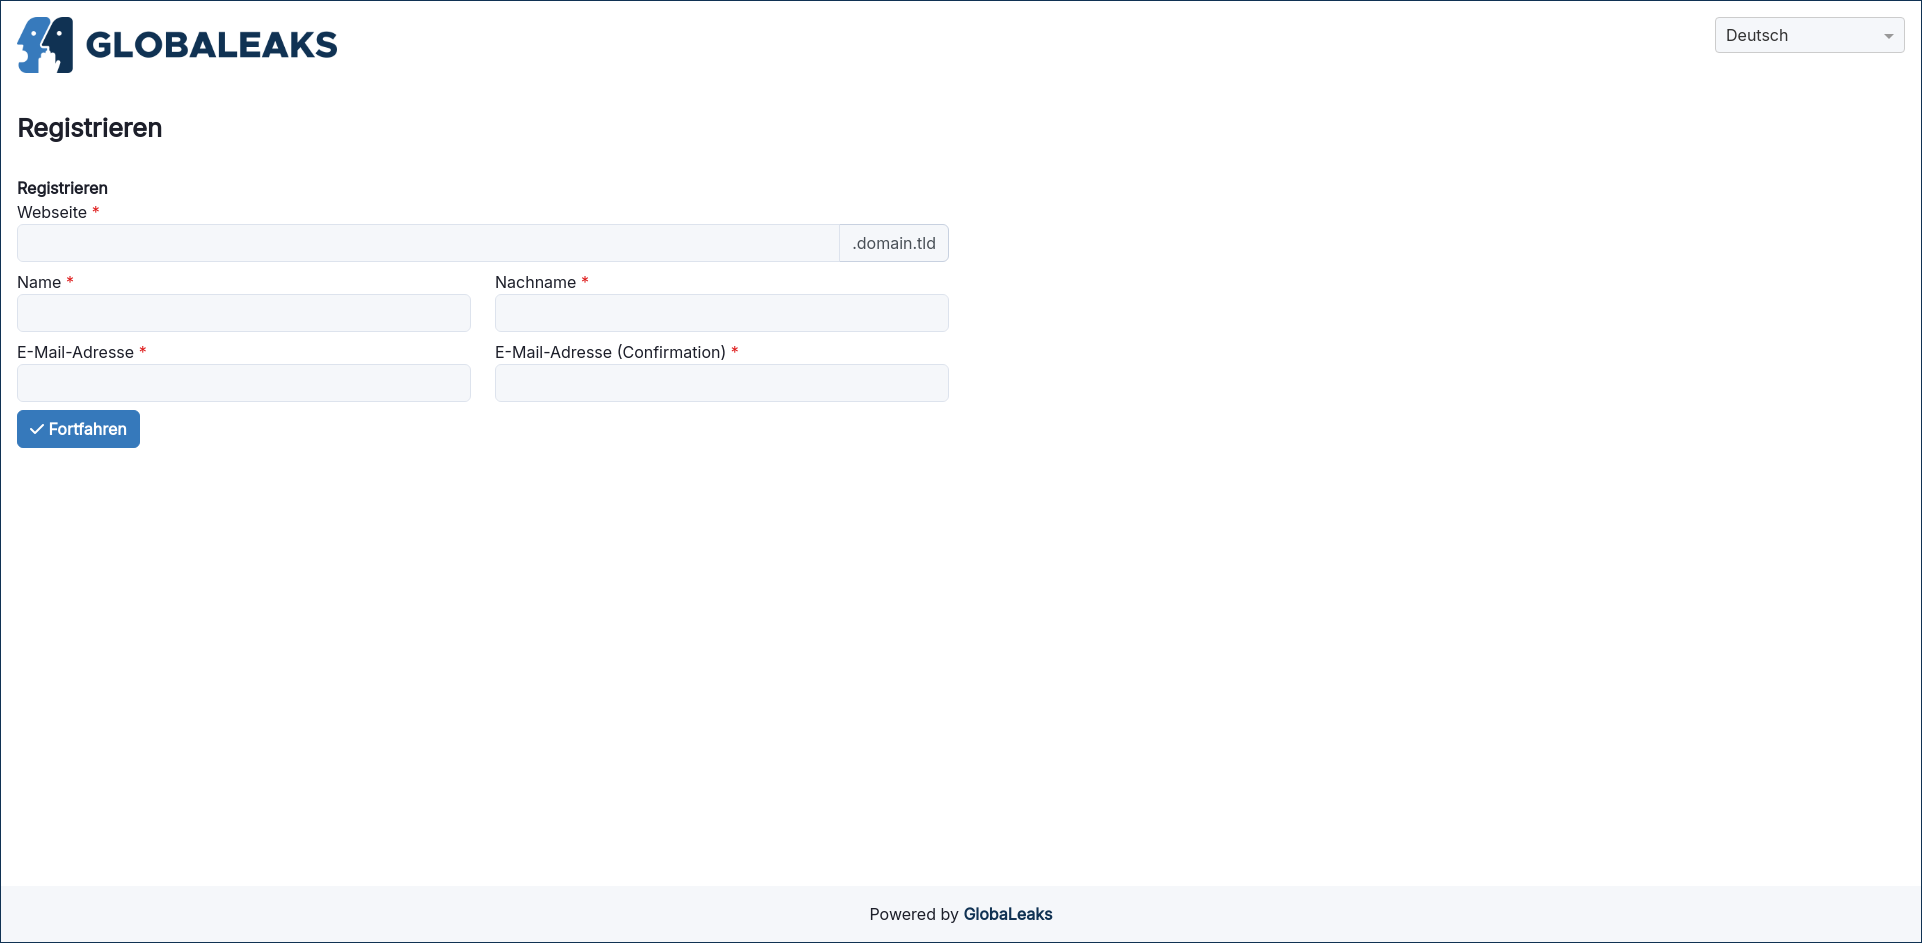 GLOBALEAKS
Deutsch
Registrieren
Registrieren
Webseite *
.domain.tld
Name *
Nachname *
E-Mail-Adresse *
E-Mail-Adresse (Confirmation) *
Fortfahren
Powered by GlobaLeaks